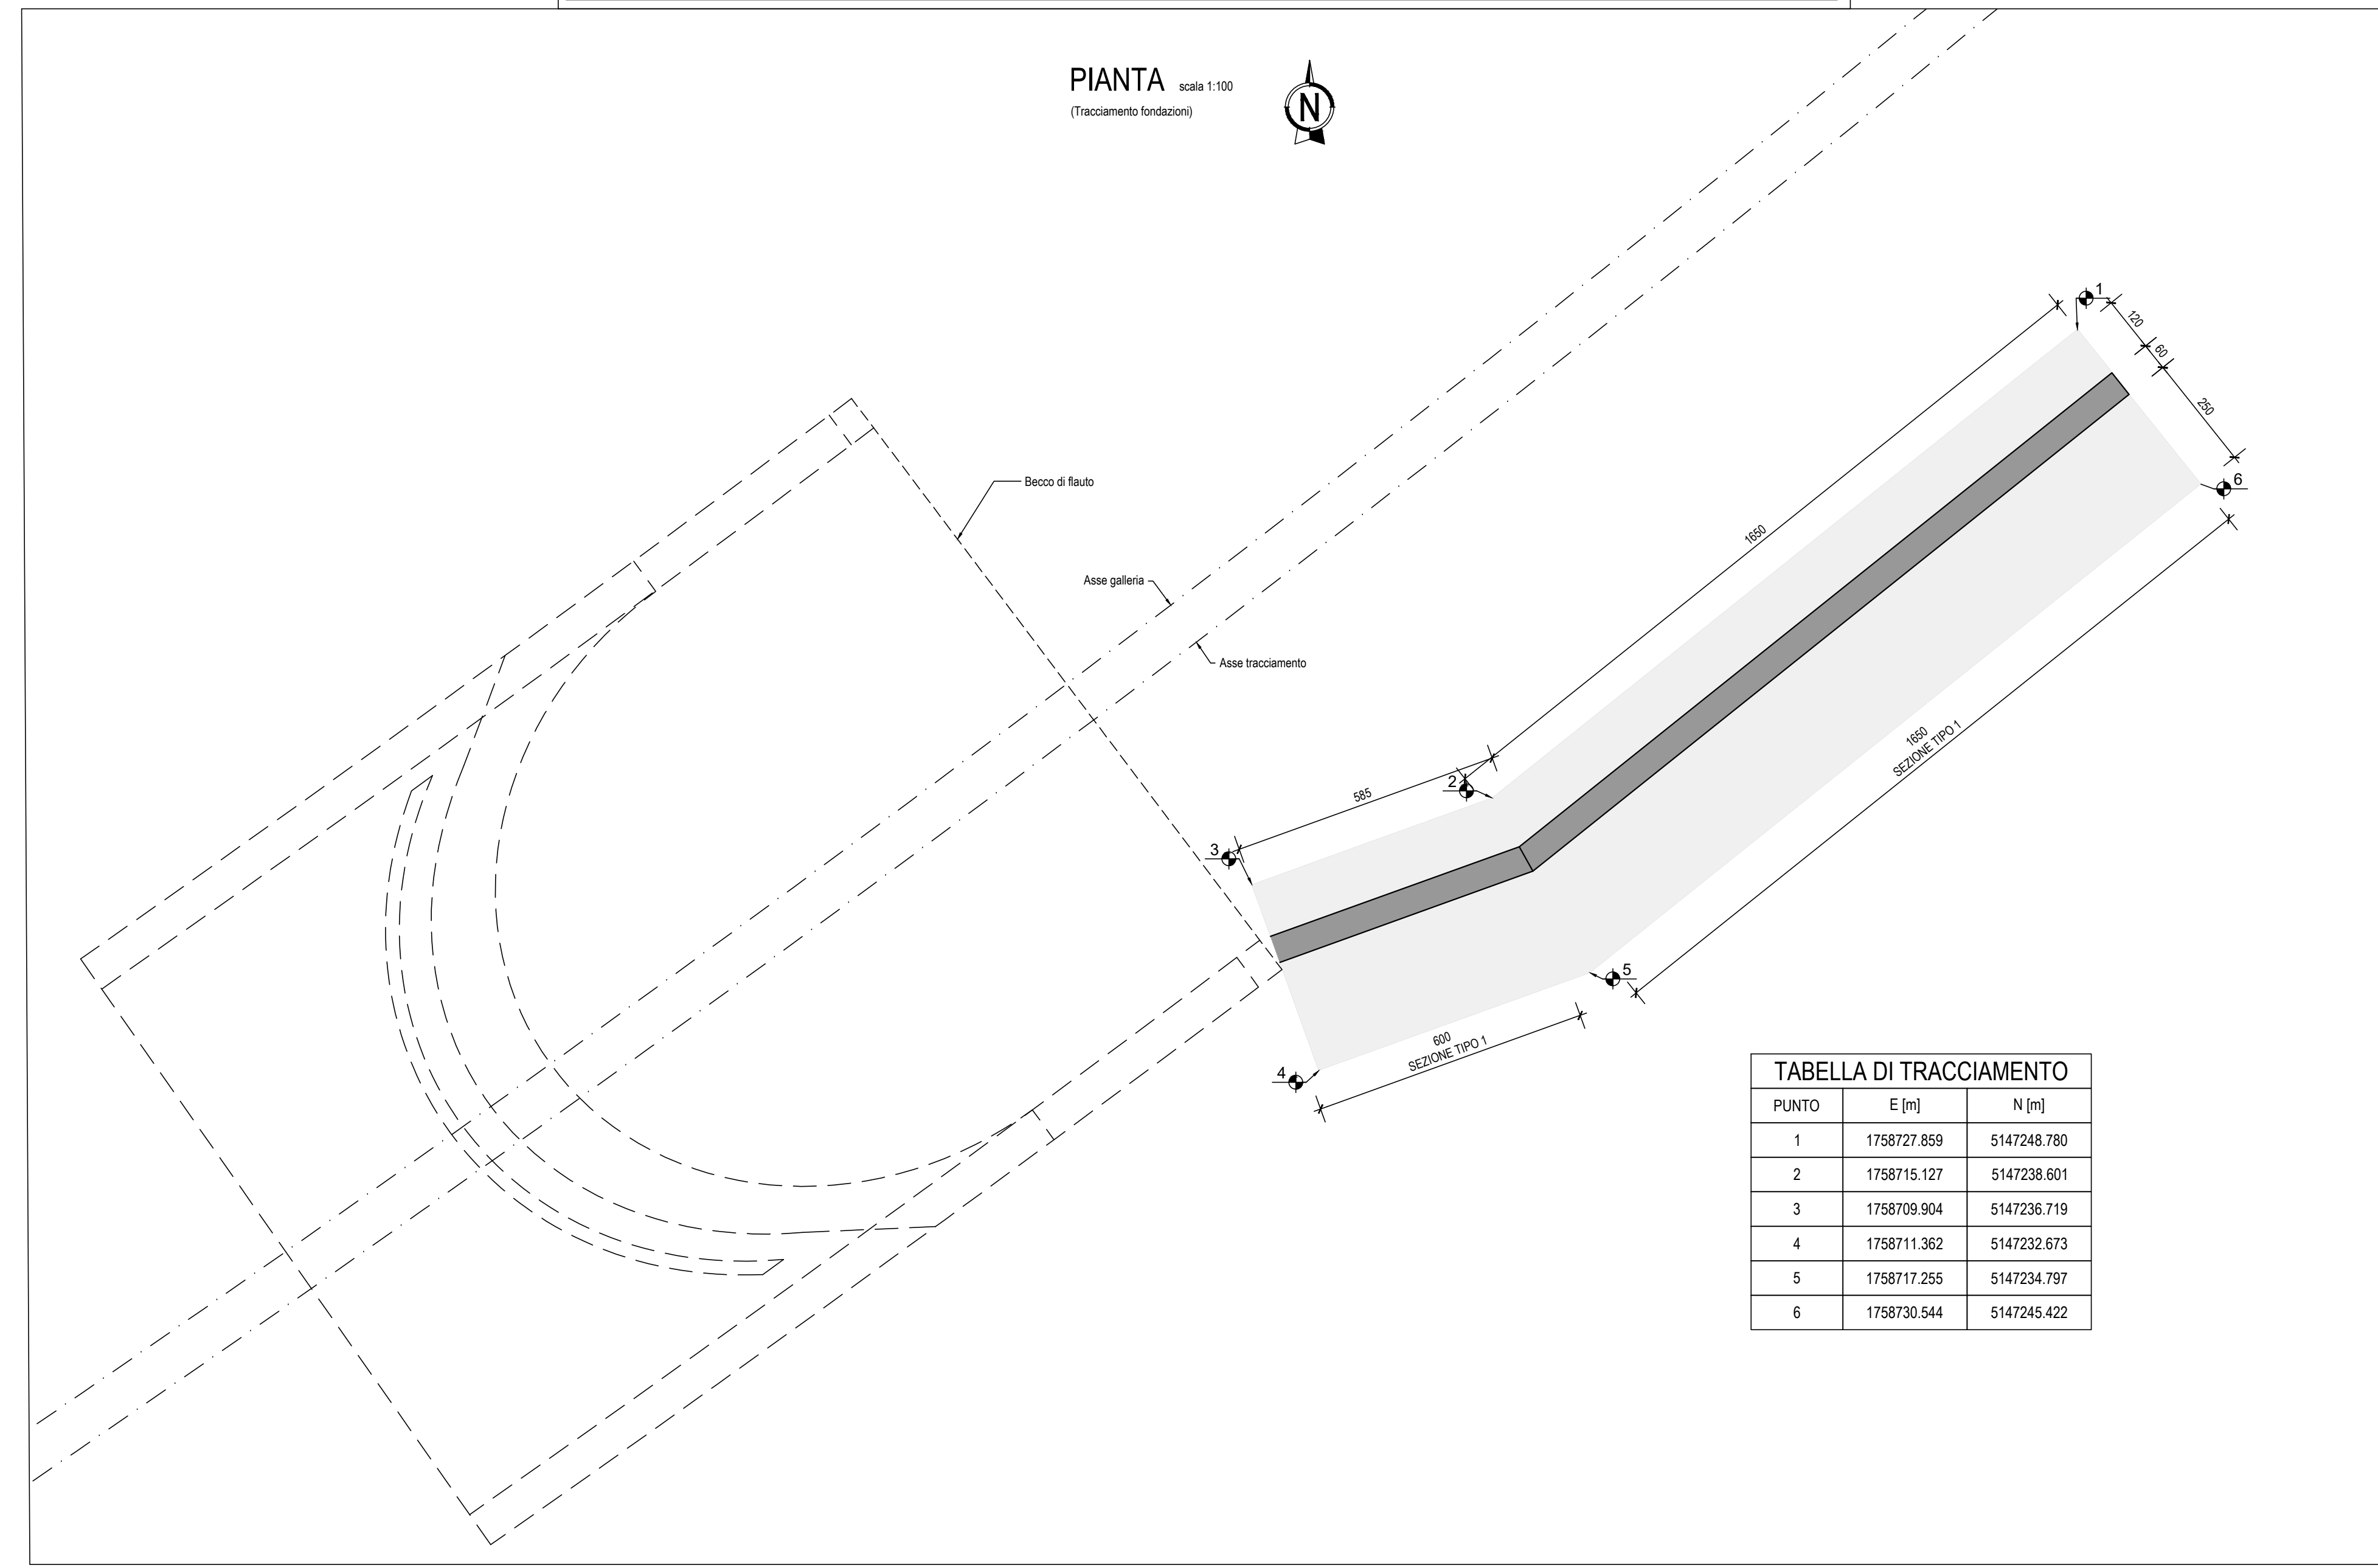 PIANTA scala 1:100
(Tracciamento fondazioni)
N
1
120
60
250
6
1650
Becco di flauto
Asse galleria
Asse tracciamento
2
585
3
1650
SEZIONE TIPO 1
5
600
SEZIONE TIPO 1
4
TABELLA DI TRACCIAMENTO
PUNTO E [m] N [m]
1 1758727.859 5147248.780
2 1758715.127 5147238.601
3 1758709.904 5147236.719
4 1758711.362 5147232.673
5 1758717.255 5147234.797
6 1758730.544 5147245.422